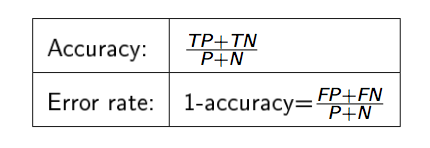 Accuracy: TP+TN / P+N
Error rate: 1-accuracy= FP+FN / P+N